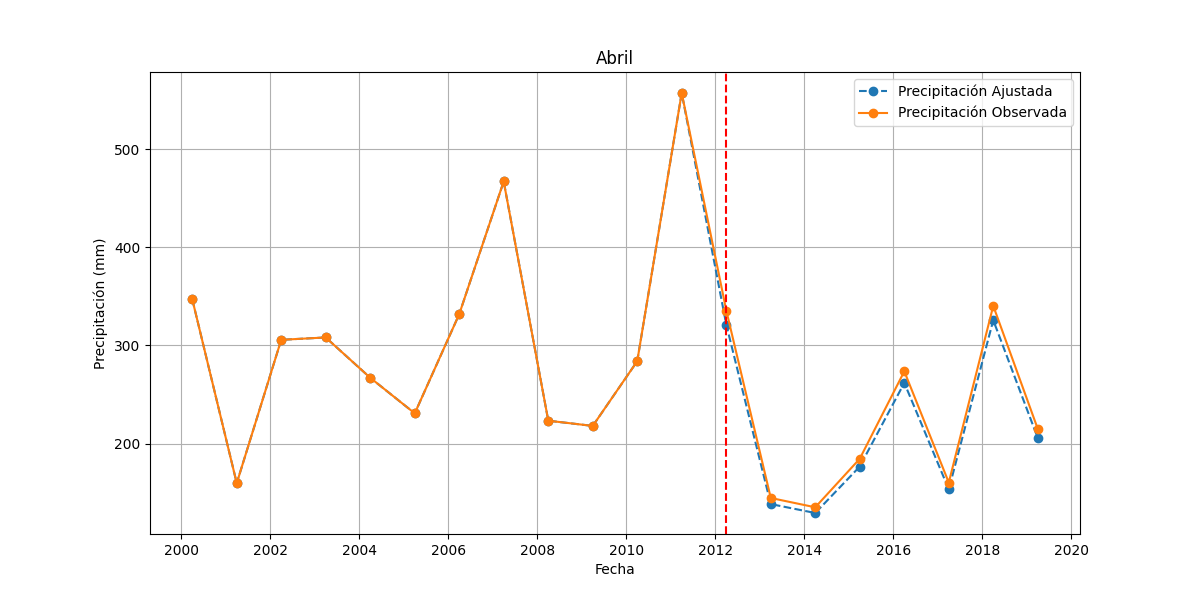 Abril
Precipitación Ajustada
Precipitación Observada
500
400
300
200
Precipitación (mm)
2000 2002 2004 2006 2008 2010 2012 2014 2016 2018 2020
Fecha